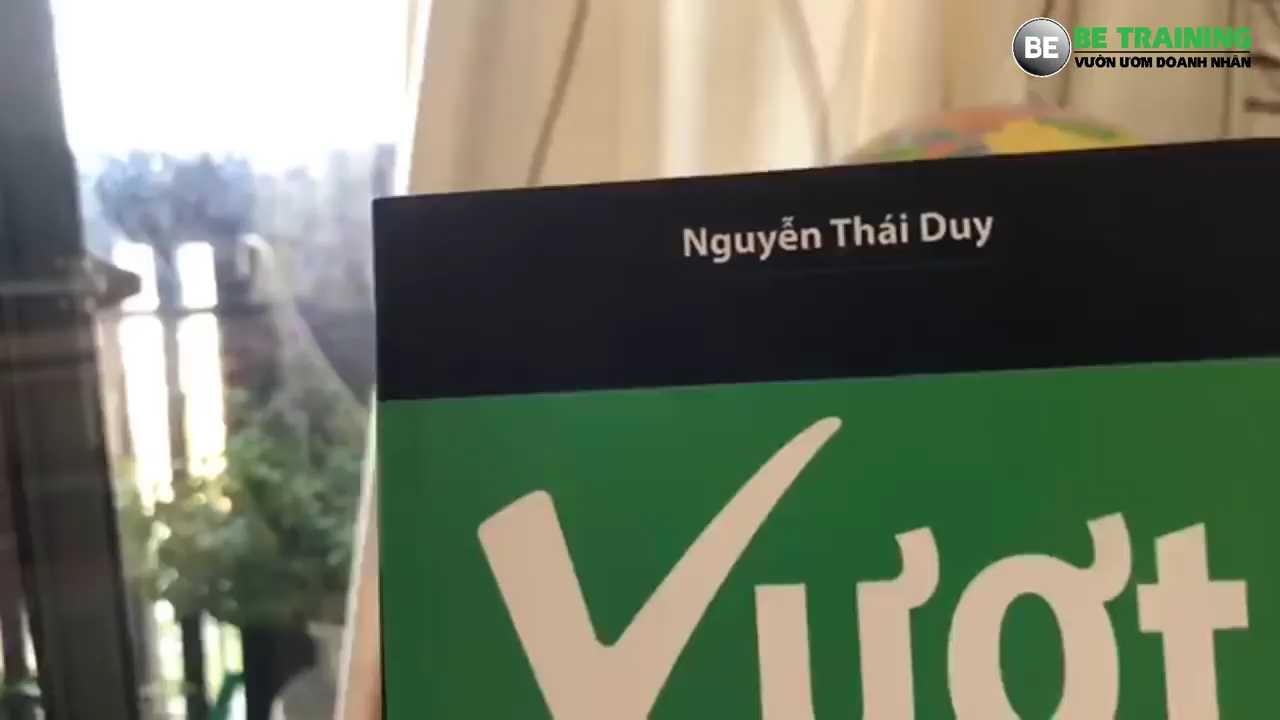 BE
BE TRAINING
VƯỜN ƯƠM DOANH NHÂN
Nguyễn Thái Duy
Vượt